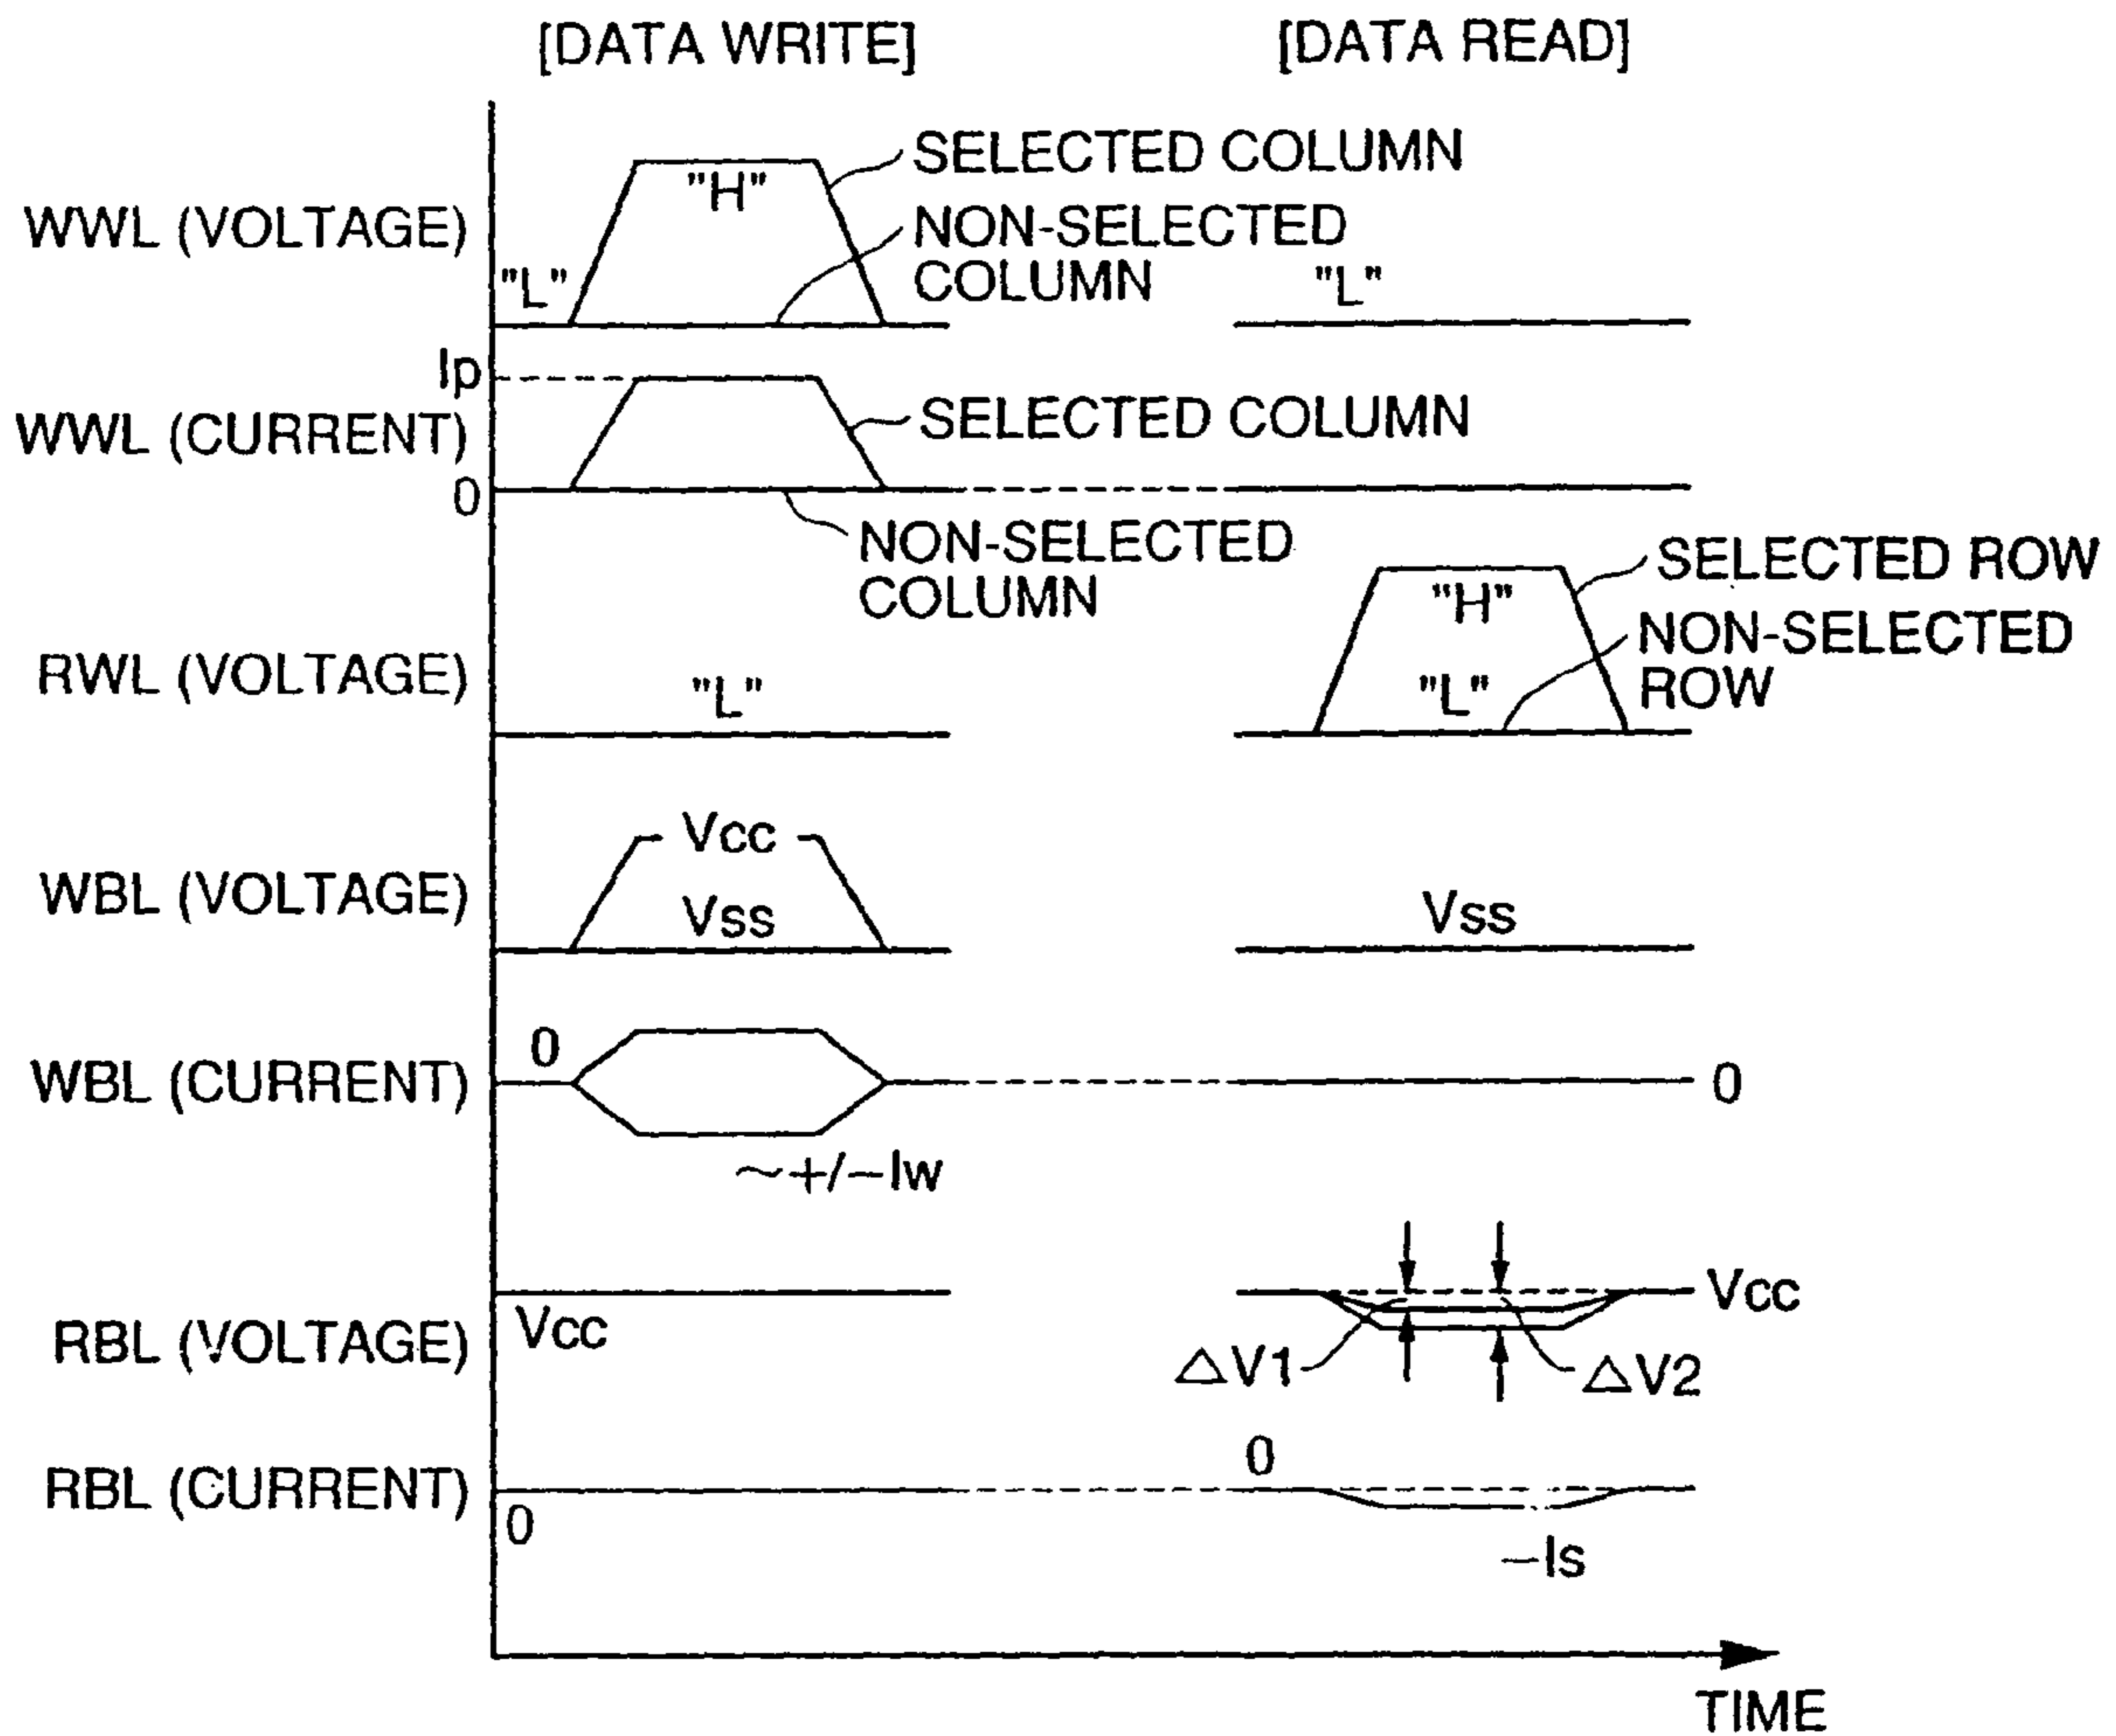 [DATA WRITE]
[DATA READ]
SELECTED COLUMN
"H"
NON-SELECTED
COLUMN
WWL (VOLTAGE)
"L"
"L"
Ip
WWL (CURRENT)
SELECTED COLUMN
0
NON-SELECTED
COLUMN
SELECTED ROW
"H"
NON-SELECTED
ROW
RWL (VOLTAGE)
"L"
"L"
Vcc
WBL (VOLTAGE)
Vss
Vss
0
WBL (CURRENT)
0
~+/−Iw
Vcc
RBL (VOLTAGE)
Vcc
△V1
△V2
0
RBL (CURRENT)
0
−Is
TIME